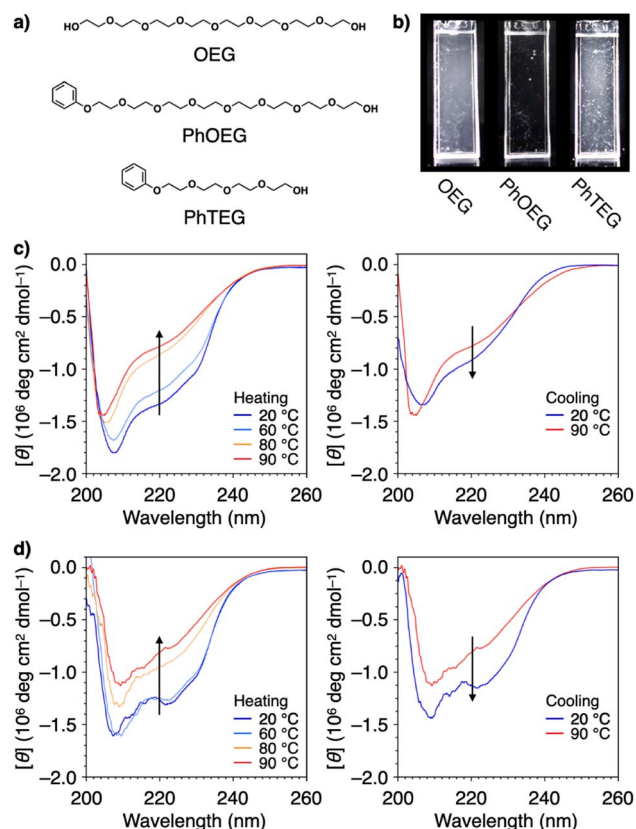 a)
HO O O O O O O O OH
OEG
O O O O O O O O OH
PhOEG
O O O O OH
PhTEG
b)
OEG
PhOEG
PhTEG
c)
0.0
−0.5
−1.0
−1.5
−2.0
[θ] (10⁶ deg cm² dmol⁻¹)
200 220 240 260
Wavelength (nm)
Heating
20 °C
60 °C
80 °C
90 °C
0.0
−0.5
−1.0
−1.5
−2.0
[θ] (10⁶ deg cm² dmol⁻¹)
200 220 240 260
Wavelength (nm)
Cooling
20 °C
90 °C
d)
0.0
−0.5
−1.0
−1.5
−2.0
[θ] (10⁶ deg cm² dmol⁻¹)
200 220 240 260
Wavelength (nm)
Heating
20 °C
60 °C
80 °C
90 °C
0.0
−0.5
−1.0
−1.5
−2.0
[θ] (10⁶ deg cm² dmol⁻¹)
200 220 240 260
Wavelength (nm)
Cooling
20 °C
90 °C